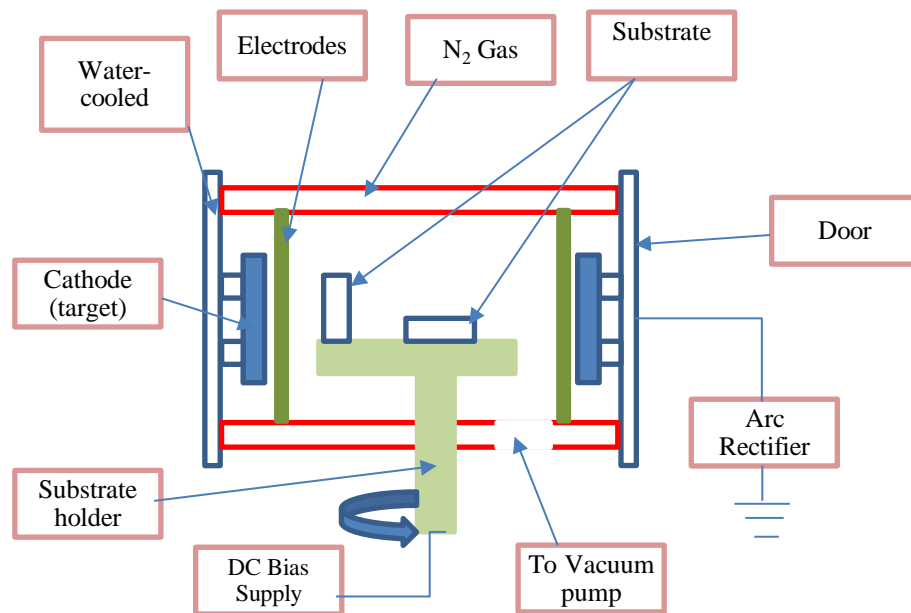 Electrodes
N₂ Gas
Substrate
Water-
cooled
Door
Cathode
(target)
Arc
Rectifier
Substrate
holder
DC Bias
Supply
To Vacuum
pump